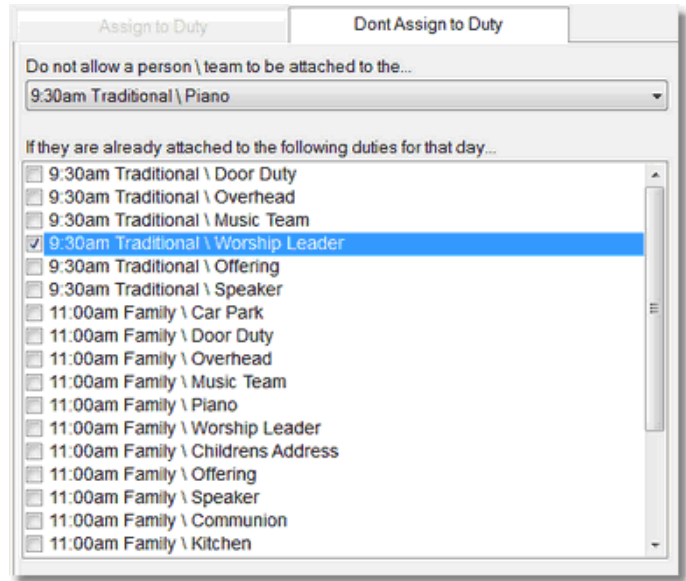 Assign to Duty
Dont Assign to Duty
Do not allow a person \ team to be attached to the...
9:30am Traditional \ Piano
If they are already attached to the following duties for that day...
9:30am Traditional \ Door Duty
9:30am Traditional \ Overhead
9:30am Traditional \ Music Team
9:30am Traditional \ Worship Leader
9:30am Traditional \ Offering
9:30am Traditional \ Speaker
11:00am Family \ Car Park
11:00am Family \ Door Duty
11:00am Family \ Overhead
11:00am Family \ Music Team
11:00am Family \ Piano
11:00am Family \ Worship Leader
11:00am Family \ Childrens Address
11:00am Family \ Offering
11:00am Family \ Speaker
11:00am Family \ Communion
11:00am Family \ Kitchen